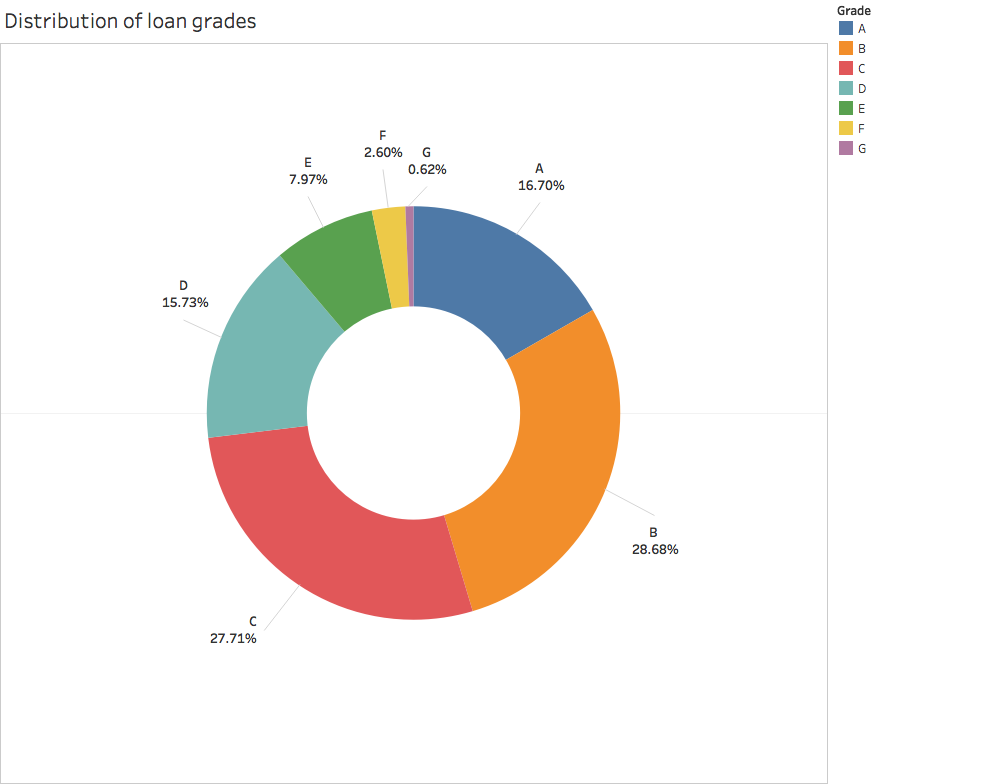 Distribution of loan grades
Grade
A
B
C
D
E
F
G
F
2.60%
G
0.62%
E
7.97%
A
16.70%
D
15.73%
B
28.68%
C
27.71%